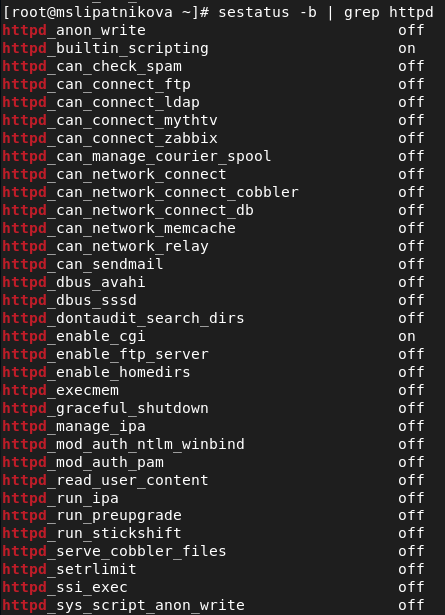 [root@mslipatnikova ~]# sestatus -b | grep httpd
httpd_anon_write off
httpd_builtin_scripting on
httpd_can_check_spam off
httpd_can_connect_ftp off
httpd_can_connect_ldap off
httpd_can_connect_mythtv off
httpd_can_connect_zabbix off
httpd_can_manage_courier_spool off
httpd_can_network_connect off
httpd_can_network_connect_cobbler off
httpd_can_network_connect_db off
httpd_can_network_memcache off
httpd_can_network_relay off
httpd_can_sendmail off
httpd_dbus_avahi off
httpd_dbus_sssd off
httpd_dontaudit_search_dirs off
httpd_enable_cgi on
httpd_enable_ftp_server off
httpd_enable_homedirs off
httpd_execmem off
httpd_graceful_shutdown off
httpd_manage_ipa off
httpd_mod_auth_ntlm_winbind off
httpd_mod_auth_pam off
httpd_read_user_content off
httpd_run_ipa off
httpd_run_preupgrade off
httpd_run_stickshift off
httpd_serve_cobbler_files off
httpd_setrlimit off
httpd_ssi_exec off
httpd_sys_script_anon_write off